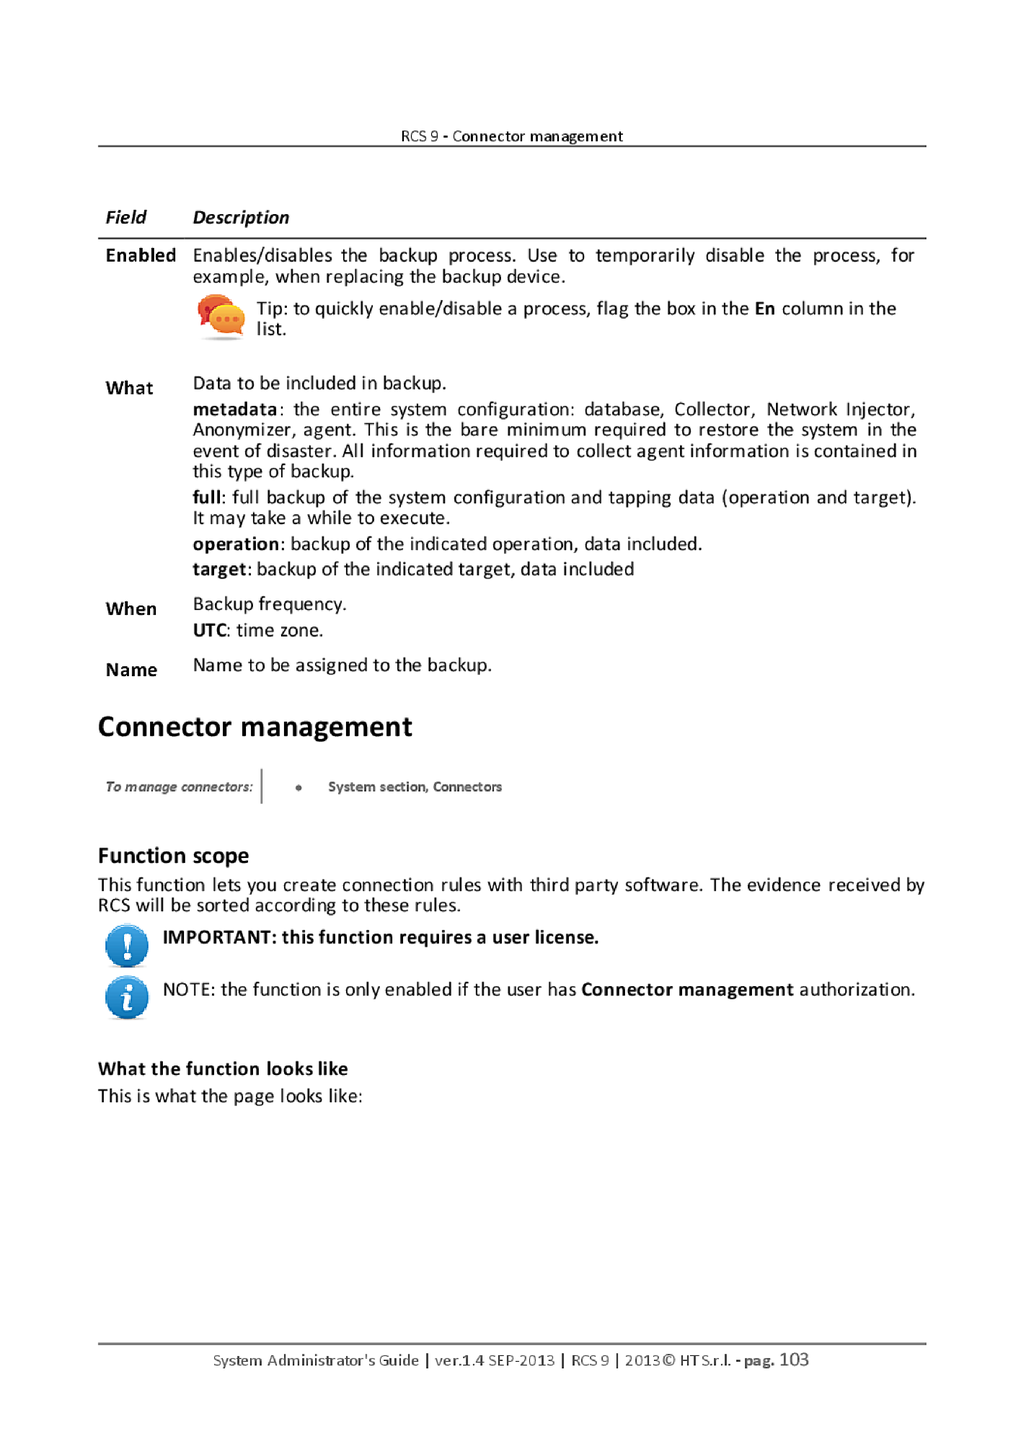 RCS 9 - Connector management
Field Description
Enabled Enables/disables the backup process. Use to temporarily disable the process, for
example, when replacing the backup device.
Tip: to quickly enable/disable a process, flag the box in the En column in the
list.
What Data to be included in backup.
metadata: the entire system configuration: database, Collector, Network Injector,
Anonymizer, agent. This is the bare minimum required to restore the system in the
event of disaster. All information required to collect agent information is contained in
this type of backup.
full: full backup of the system configuration and tapping data (operation and target).
It may take a while to execute.
operation: backup of the indicated operation, data included.
target: backup of the indicated target, data included
When Backup frequency.
UTC: time zone.
Name Name to be assigned to the backup.
Connector management
To manage connectors: • System section, Connectors
Function scope
This function lets you create connection rules with third party software. The evidence received by
RCS will be sorted according to these rules.
IMPORTANT: this function requires a user license.
NOTE: the function is only enabled if the user has Connector management authorization.
What the function looks like
This is what the page looks like:
System Administrator's Guide | ver.1.4 SEP-2013 | RCS 9 | 2013© HT S.r.l. - pag. 103